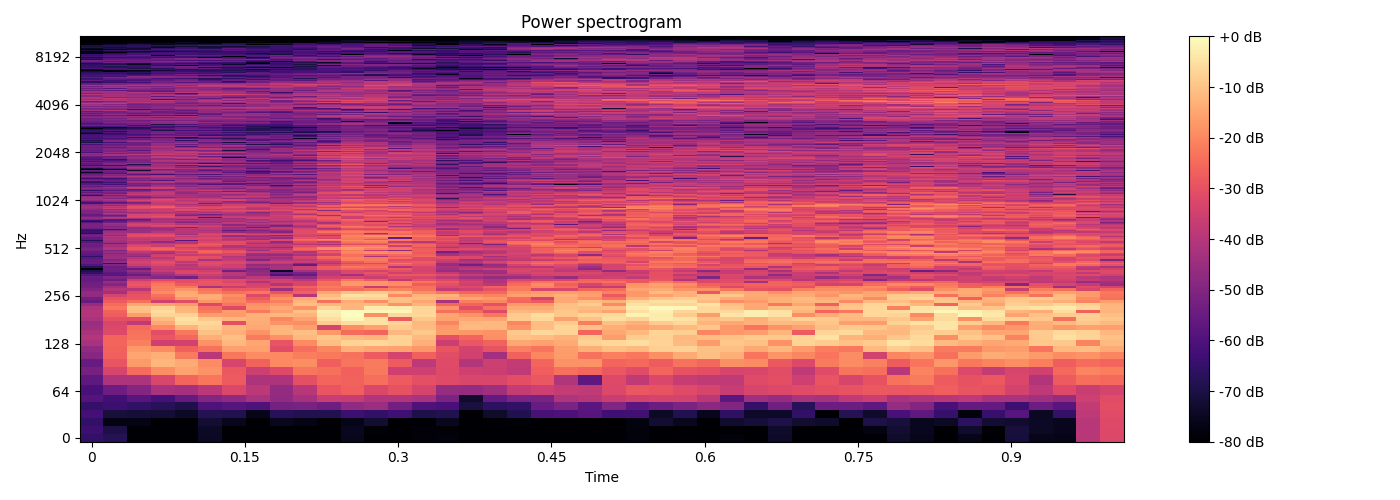 Power spectrogram
Hz
8192
4096
2048
1024
512
256
128
64
0
0
0.15
0.3
0.45
0.6
0.75
0.9
Time
+0 dB
-10 dB
-20 dB
-30 dB
-40 dB
-50 dB
-60 dB
-70 dB
-80 dB